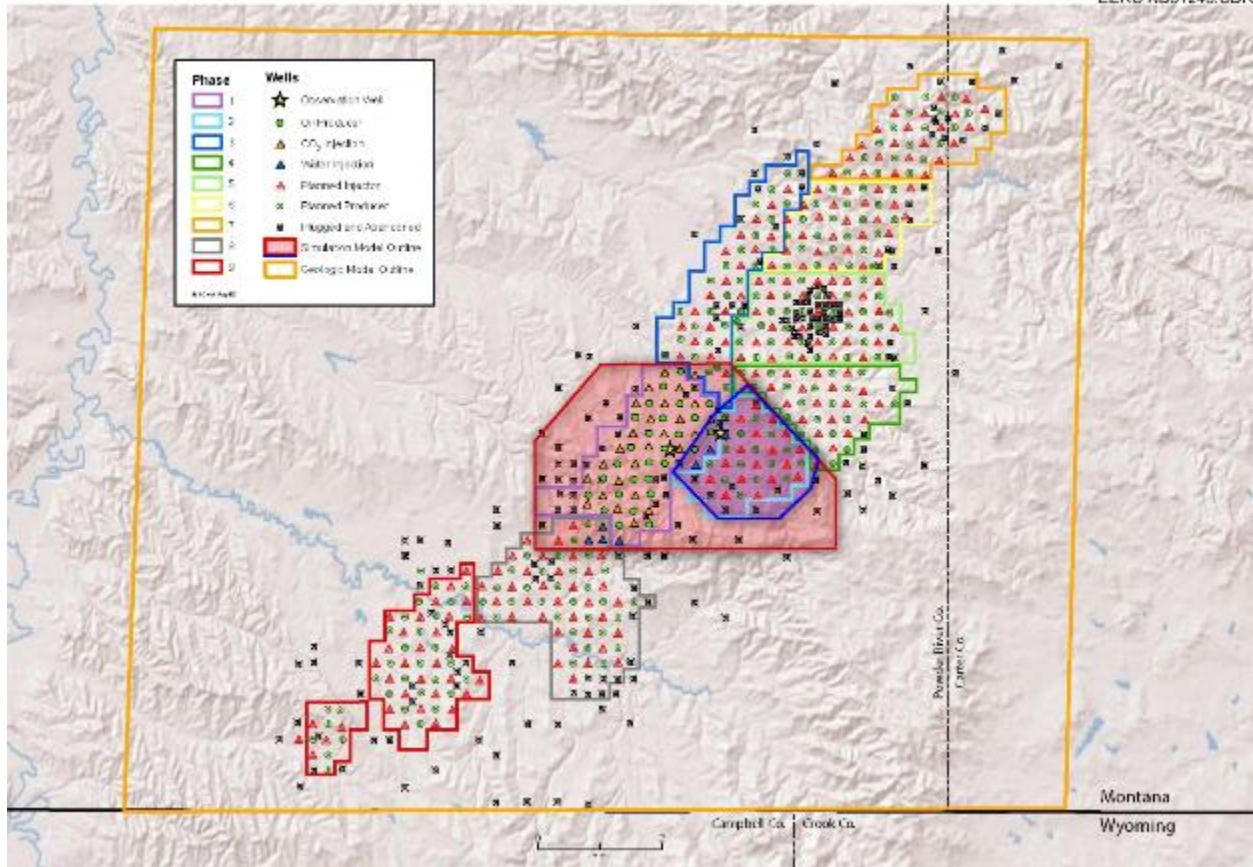 Phase
Wells
1
Observation Well
2
Oil Producer
3
CO₂ Injection
4
Water Injection
5
Planned Injector
6
Planned Producer
7
Plugged and Abandoned
8
Simulation Model Outline
9
Geologic Model Outline
Powder River Co.
Carter Co.
Montana
Campbell Co.
Crook Co.
Wyoming